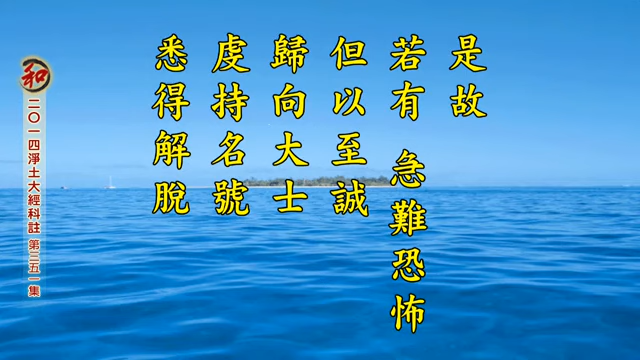 是故
若有 急難恐怖
但以至誠
歸向大士
虔持名號
悉得解脫
和
二〇一四淨土大經科註 第三五一集